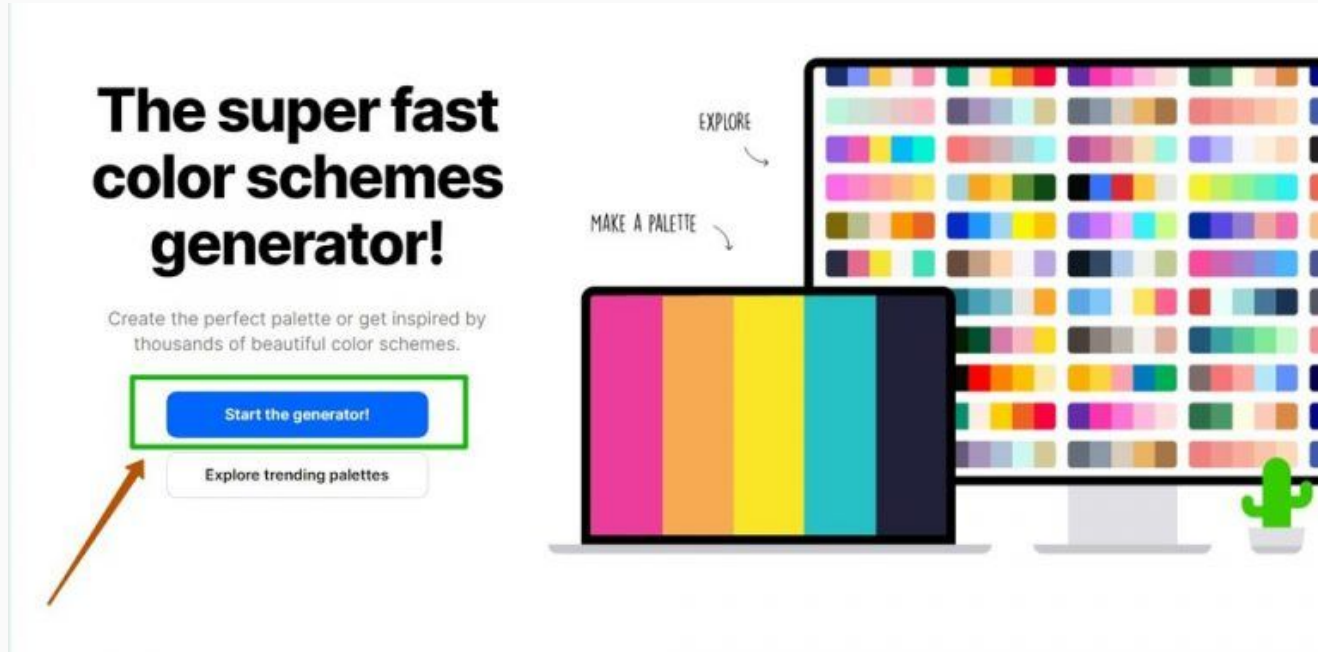 The super fast
color schemes
generator!
Create the perfect palette or get inspired by
thousands of beautiful color schemes.
Start the generator!
Explore trending palettes
EXPLORE
MAKE A PALETTE